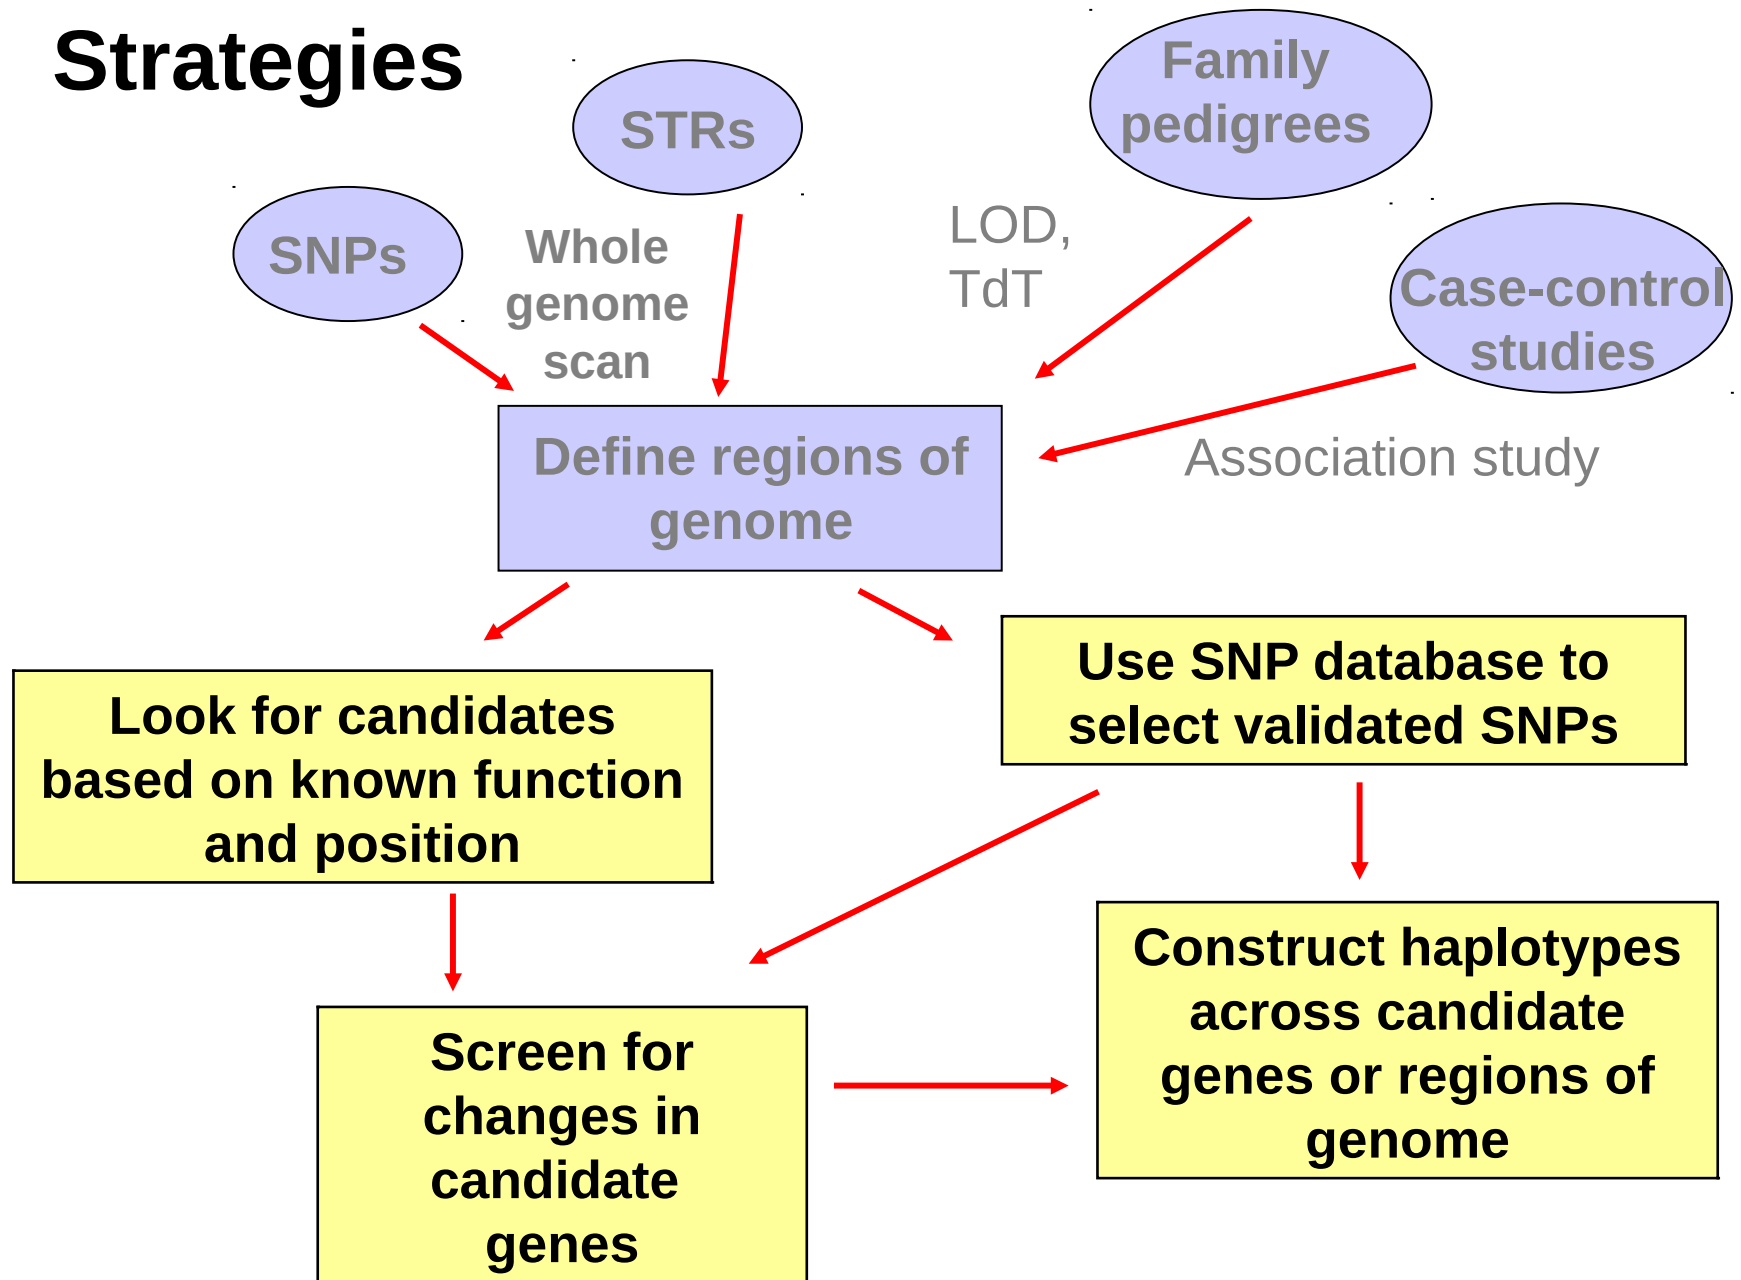 Strategies
STRs
Family
pedigrees
SNPs
Whole
genome
scan
LOD,
TdT
Case-control
studies
Define regions of
genome
Association study
Look for candidates
based on known function
and position
Use SNP database to
select validated SNPs
Screen for
changes in
candidate
genes
Construct haplotypes
across candidate
genes or regions of
genome